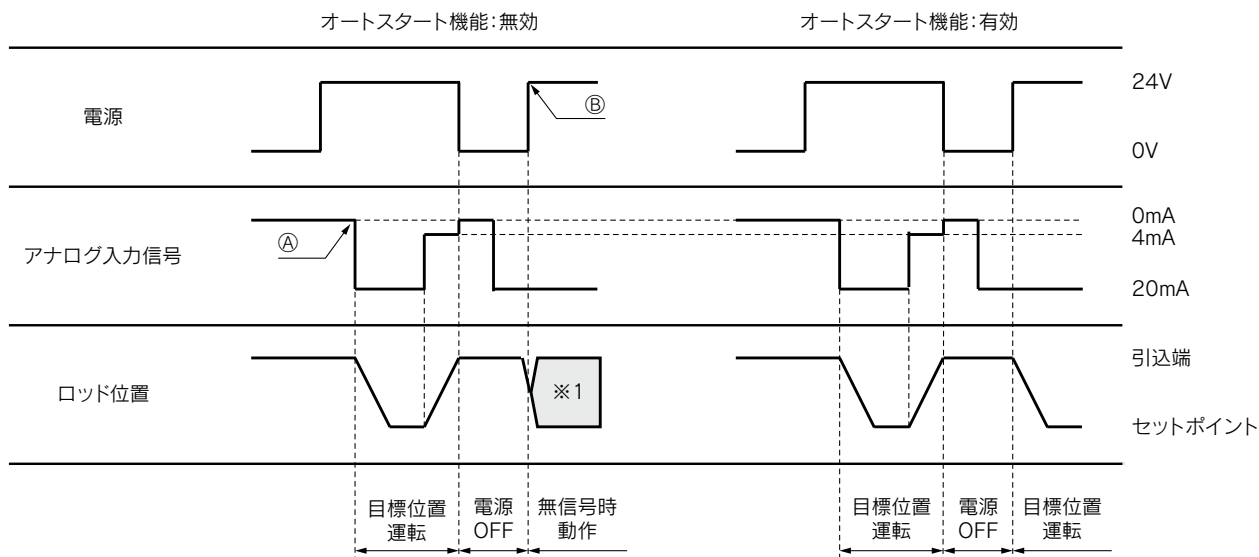 オートスタート機能：無効
オートスタート機能：有効
電源
Ⓑ
24V
0V
アナログ入力信号
Ⓐ
0mA
4mA
20mA
ロッド位置
※1
引込端
セットポイント
目標位置
運転
電源
OFF
無信号時
動作
目標位置
運転
電源
OFF
目標位置
運転